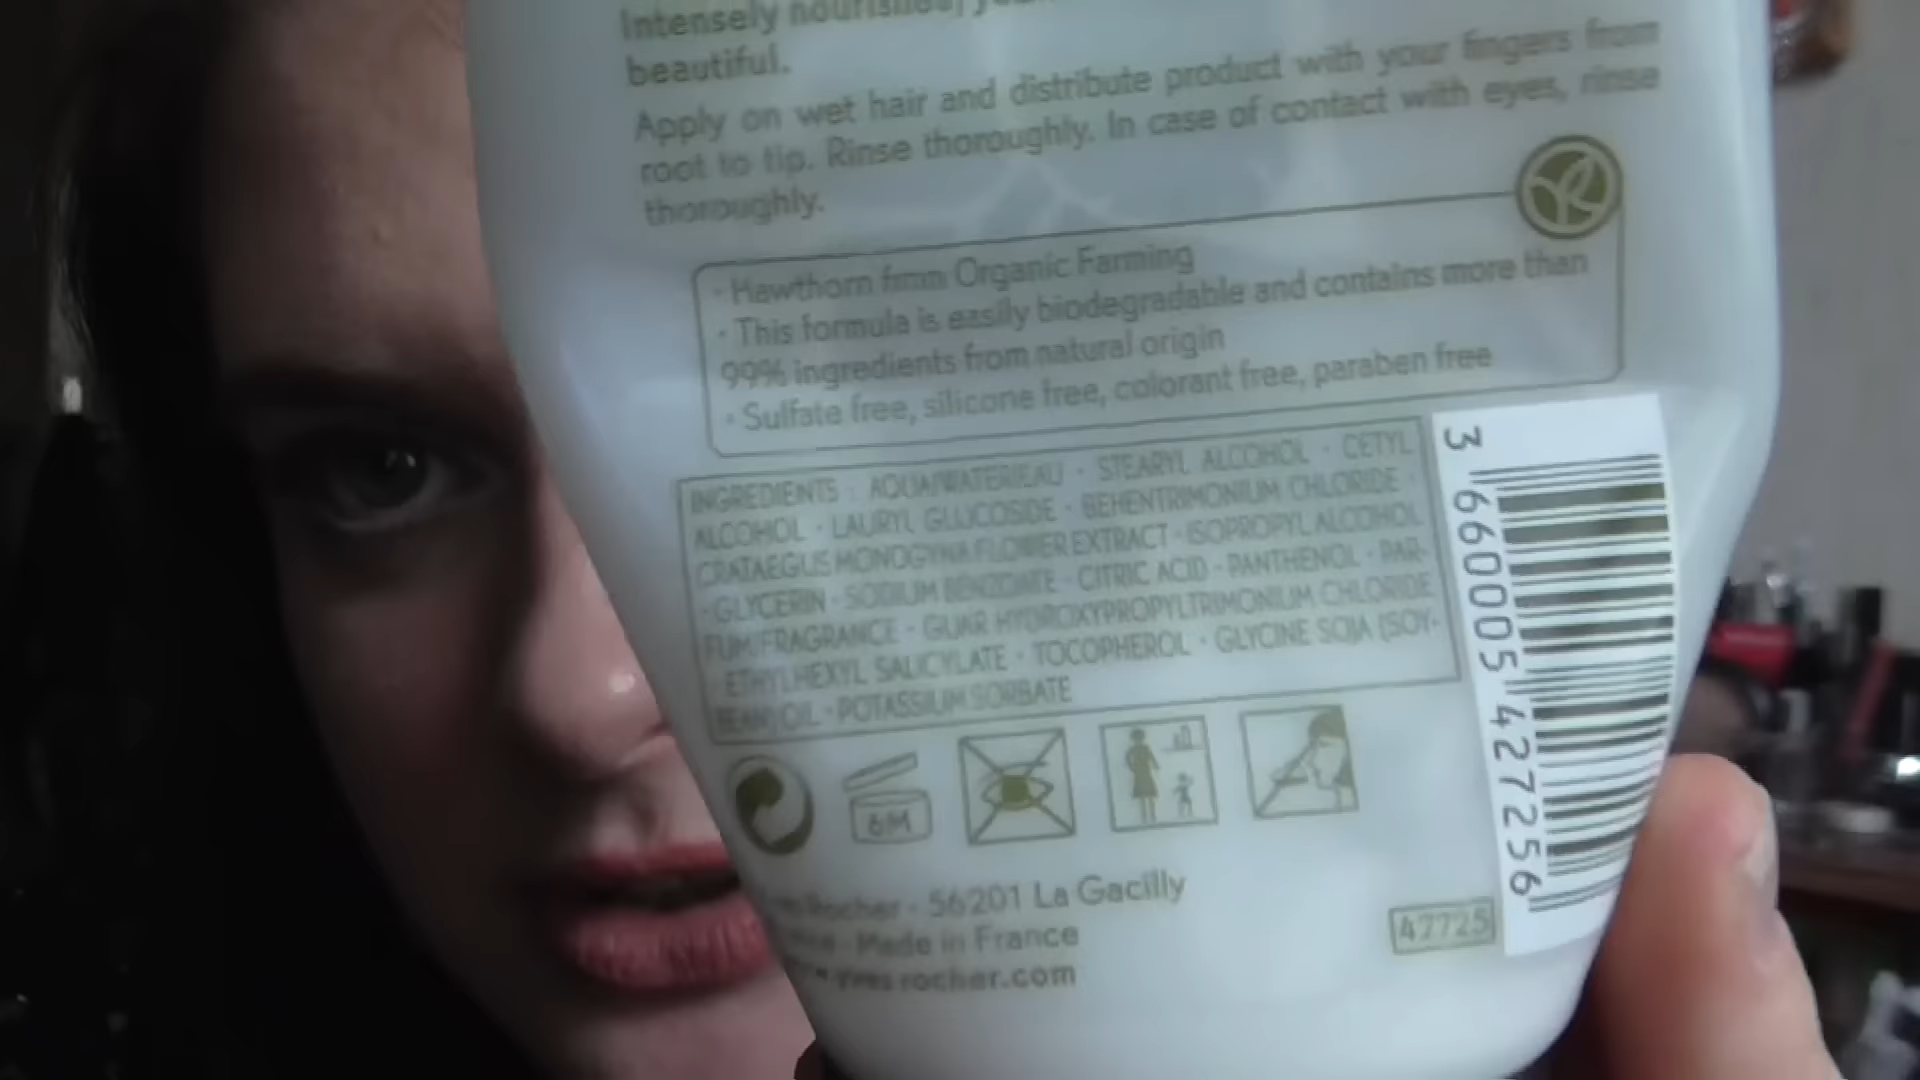 Intensely nourished,
beautiful.
Apply on wet hair and distribute product with your fingers from
root to tip. Rinse thoroughly. In case of contact with eyes, rinse
thoroughly.
· Hawthorn from Organic Farming
· This formula is easily biodegradable and contains more than
99% ingredients from natural origin
· Sulfate free, silicone free, colorant free, paraben free
INGREDIENTS : AQUA/WATER/EAU · STEARYL ALCOHOL · CETYL
ALCOHOL · LAURYL GLUCOSIDE · BEHENTRIMONIUM CHLORIDE ·
CRATAEGUS MONOGYNA FLOWER EXTRACT · ISOPROPYL ALCOHOL
· GLYCERIN · SODIUM BENZOATE · CITRIC ACID · PANTHENOL · PAR-
FUM/FRAGRANCE · GUAR HYDROXYPROPYLTRIMONIUM CHLORIDE
· ETHYLHEXYL SALICYLATE · TOCOPHEROL · GLYCINE SOJA (SOY-
BEAN) OIL · POTASSIUM SORBATE
6M
Rocher - 56201 La Gacilly
Made in France
yves rocher.com
47725
3 660005 427256